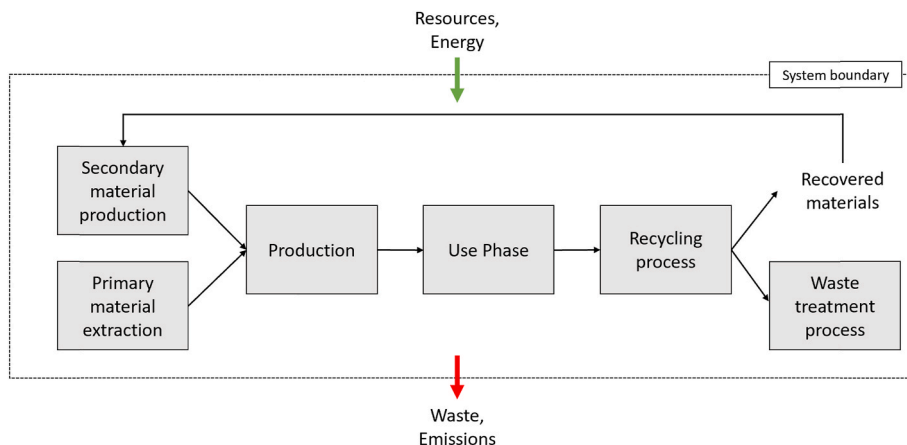 Resources,
Energy
System boundary
Secondary
material
production
Recovered
materials
Production
Use Phase
Recycling
process
Primary
material
extraction
Waste
treatment
process
Waste,
Emissions